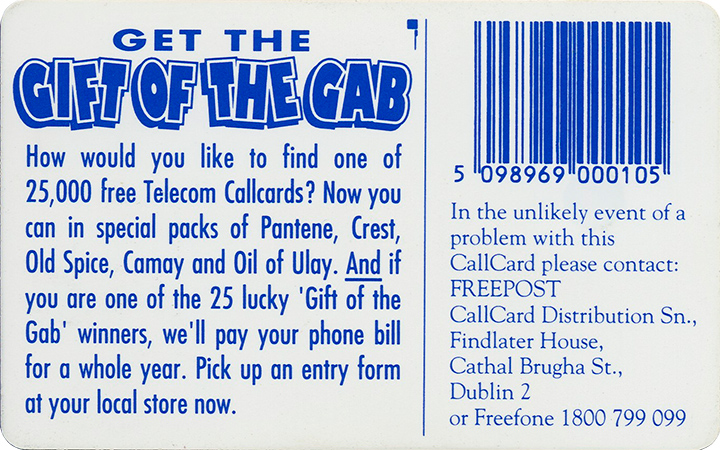 GET THE
GIFT OF THE GAB
How would you like to find one of
25,000 free Telecom Callcards? Now you
can in special packs of Pantene, Crest,
Old Spice, Camay and Oil of Ulay. And if
you are one of the 25 lucky 'Gift of the
Gab' winners, we'll pay your phone bill
for a whole year. Pick up an entry form
at your local store now.
5 098969 000105
In the unlikely event of a
problem with this
CallCard please contact:
FREEPOST
CallCard Distribution Sn.,
Findlater House,
Cathal Brugha St.,
Dublin 2
or Freefone 1800 799 099